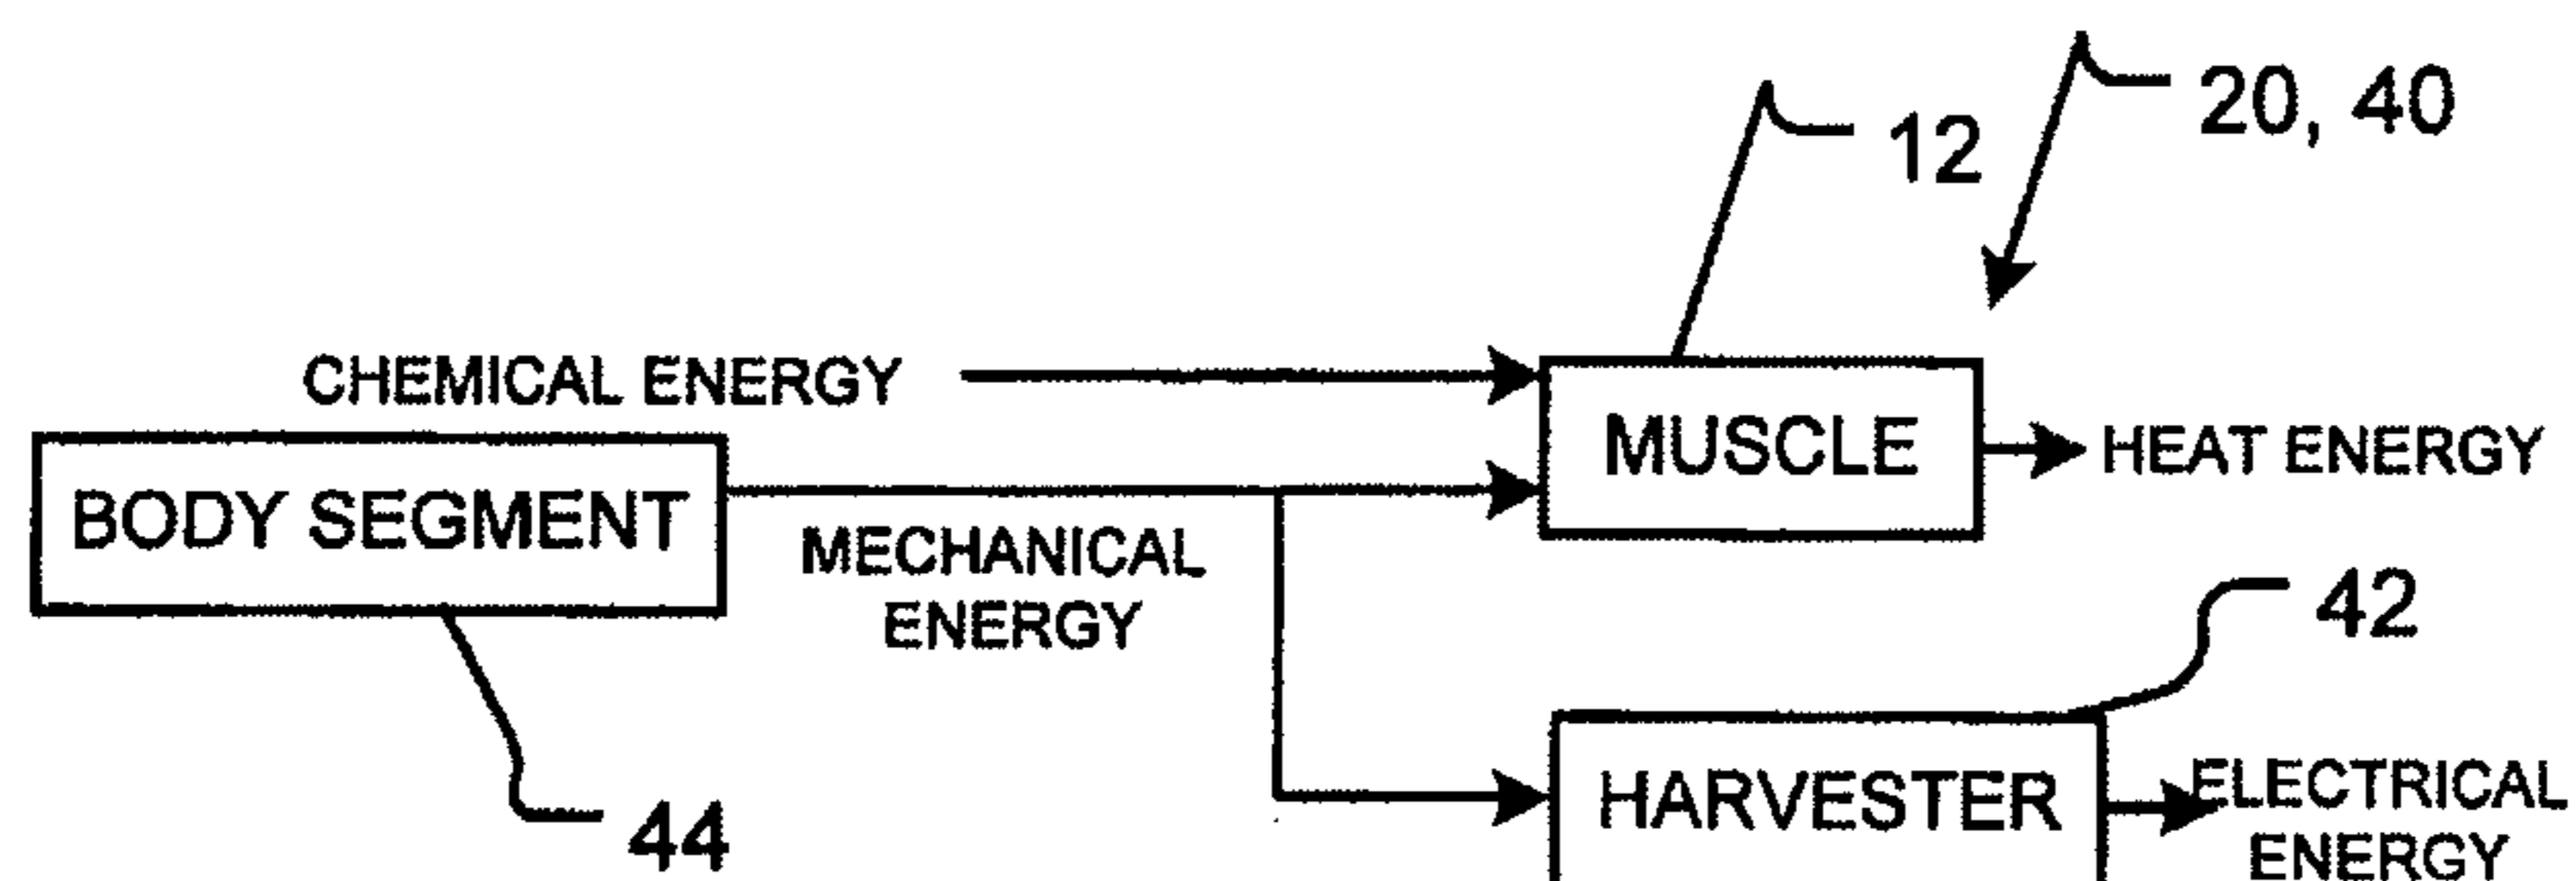 20, 40
12
CHEMICAL ENERGY
MUSCLE
HEAT ENERGY
BODY SEGMENT
MECHANICAL
ENERGY
42
HARVESTER
ELECTRICAL
ENERGY
44